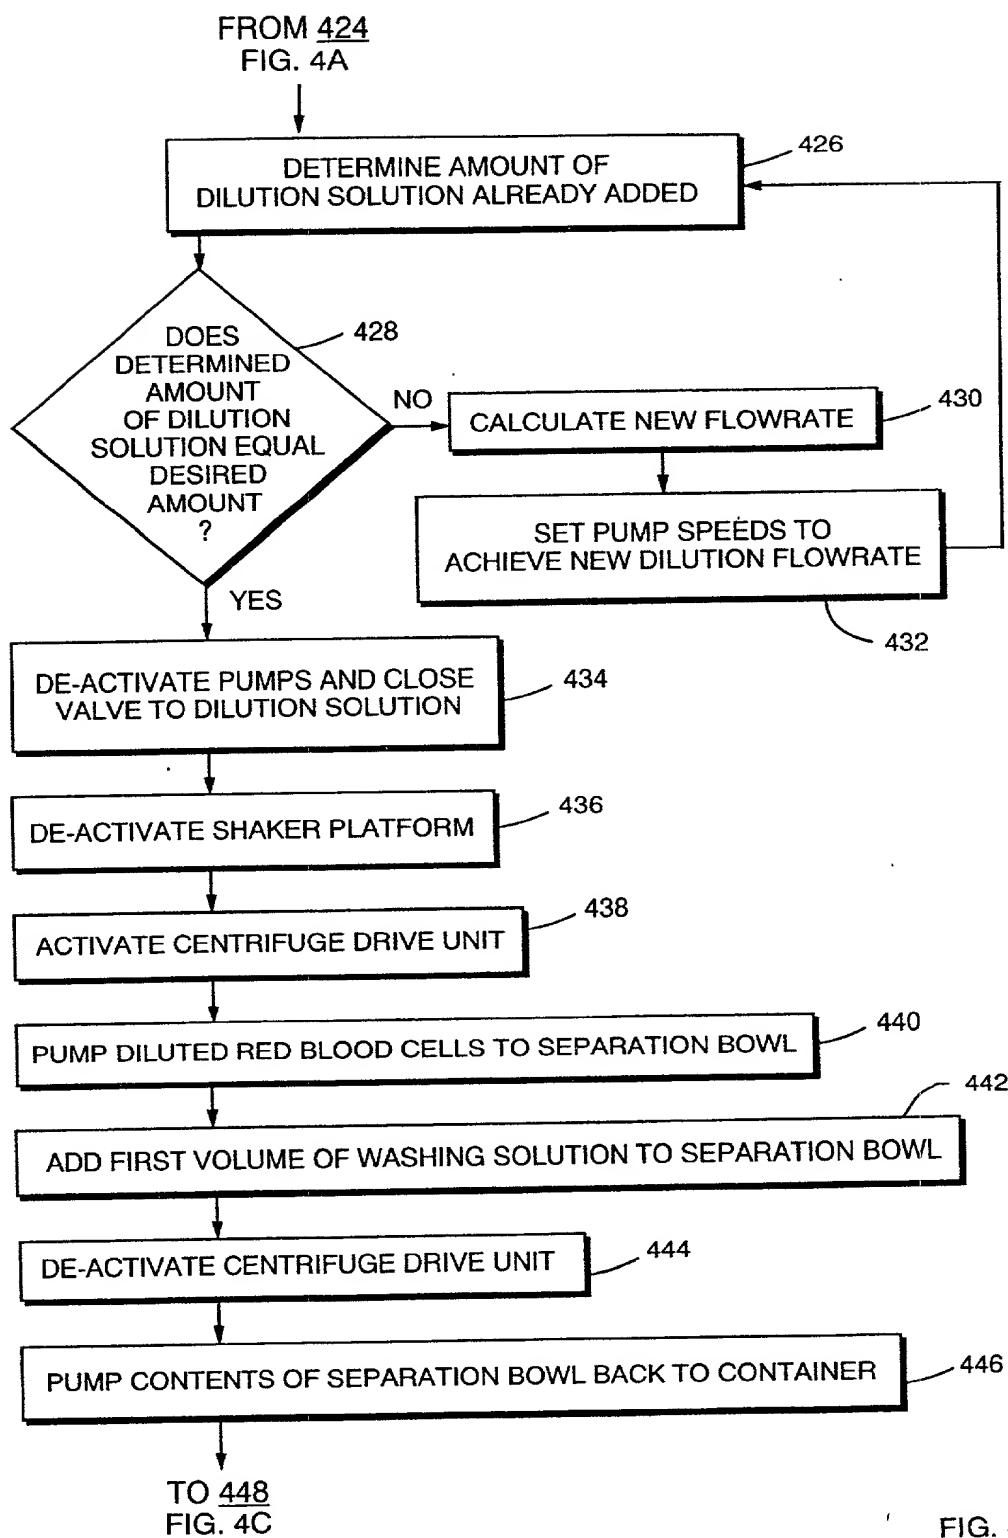 FROM 424
FIG. 4A
DETERMINE AMOUNT OF
DILUTION SOLUTION ALREADY ADDED
426
DOES
DETERMINED
AMOUNT
OF DILUTION
SOLUTION EQUAL
DESIRED
AMOUNT
?
428
NO
CALCULATE NEW FLOWRATE
430
SET PUMP SPEEDS TO
ACHIEVE NEW DILUTION FLOWRATE
432
YES
DE-ACTIVATE PUMPS AND CLOSE
VALVE TO DILUTION SOLUTION
434
DE-ACTIVATE SHAKER PLATFORM
436
ACTIVATE CENTRIFUGE DRIVE UNIT
438
PUMP DILUTED RED BLOOD CELLS TO SEPARATION BOWL
440
ADD FIRST VOLUME OF WASHING SOLUTION TO SEPARATION BOWL
442
DE-ACTIVATE CENTRIFUGE DRIVE UNIT
444
PUMP CONTENTS OF SEPARATION BOWL BACK TO CONTAINER
446
TO 448
FIG. 4C
FIG.